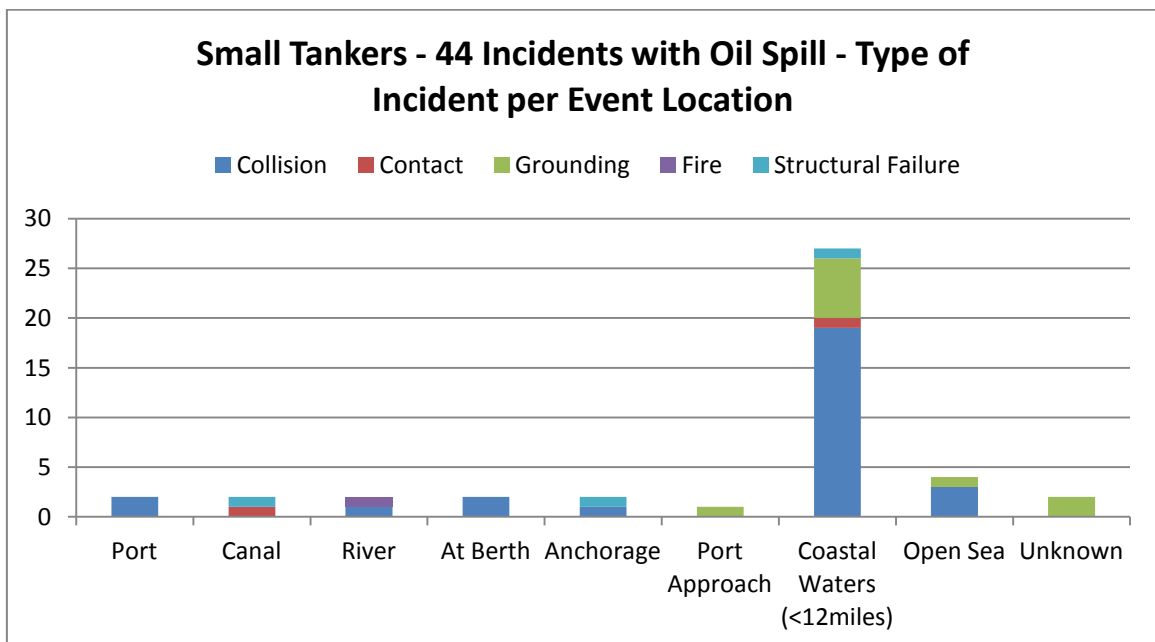 Small Tankers - 44 Incidents with Oil Spill - Type of
Incident per Event Location
Collision Contact Grounding Fire Structural Failure
30
25
20
15
10
5
0
Port Canal River At Berth Anchorage Port Approach Coastal Waters (<12miles) Open Sea Unknown